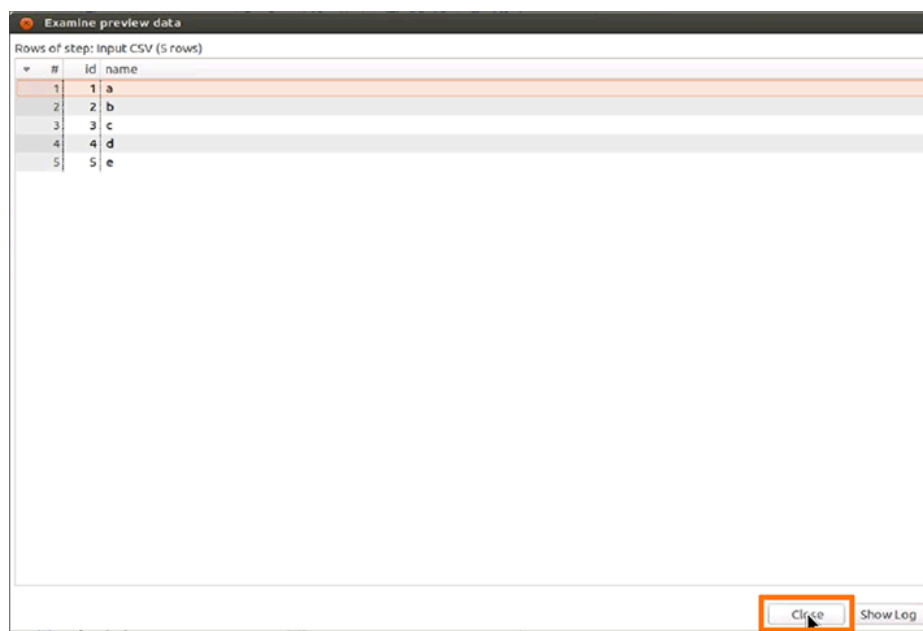 Examine preview data
Rows of step: Input CSV (5 rows)
# id name
1 1 a
2 2 b
3 3 c
4 4 d
5 5 e
Close Show Log